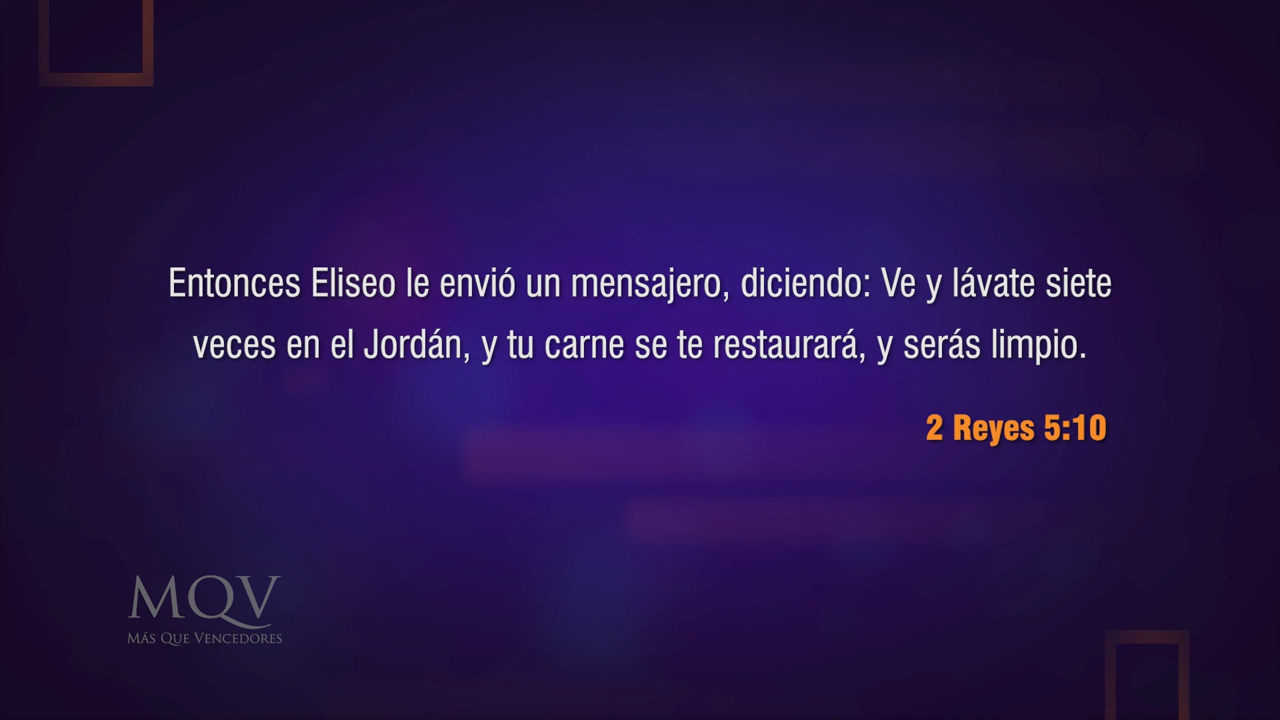 Entonces Eliseo le envió un mensajero, diciendo: Ve y lávate siete
veces en el Jordán, y tu carne se te restaurará, y serás limpio.
2 Reyes 5:10
MQV
MÁS QUE VENCEDORES